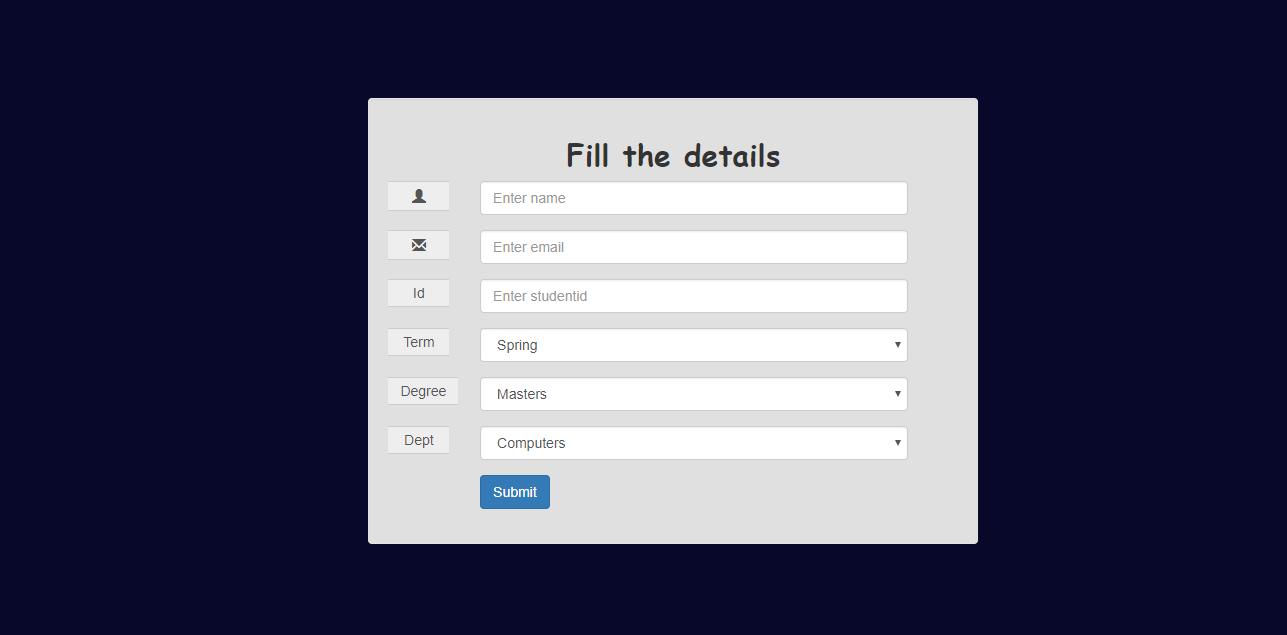 Fill the details
Enter name
Enter email
Id Enter studentid
Term Spring
Degree Masters
Dept Computers
Submit